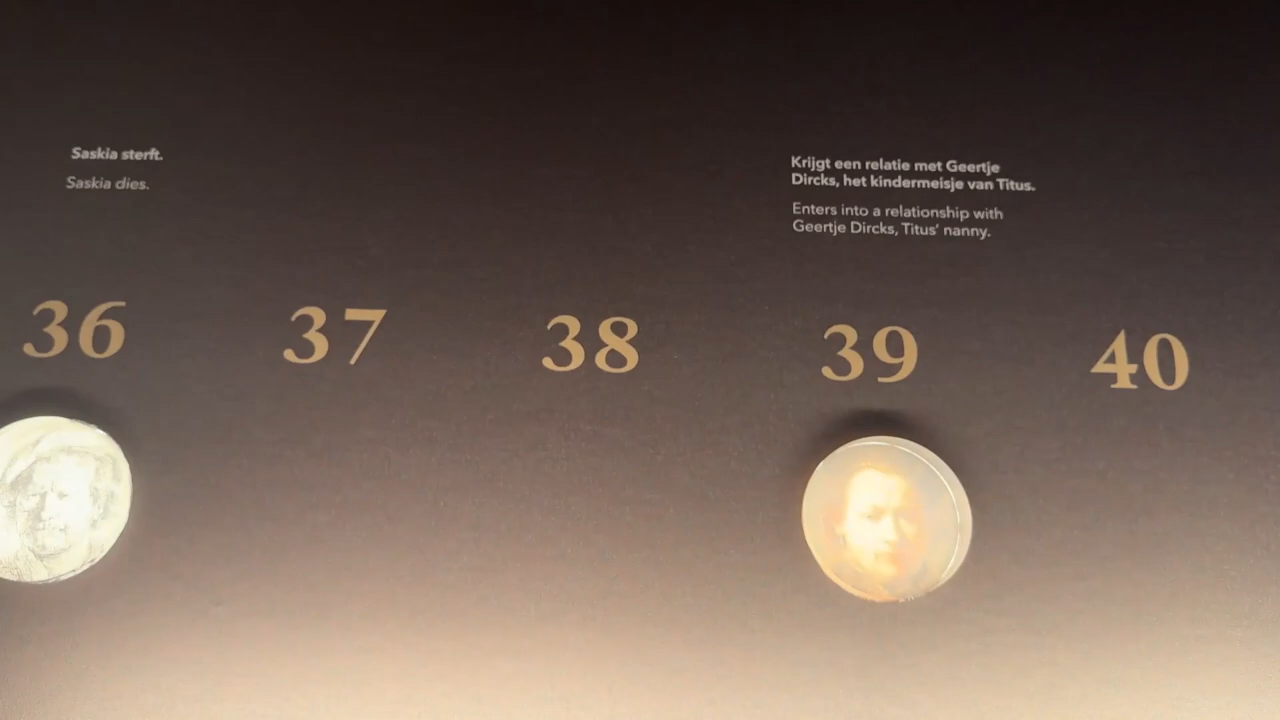 Saskia sterft.
Saskia dies.
Krijgt een relatie met Geertje
Dircks, het kindermeisje van Titus.
Enters into a relationship with
Geertje Dircks, Titus' nanny.
36
37
38
39
40